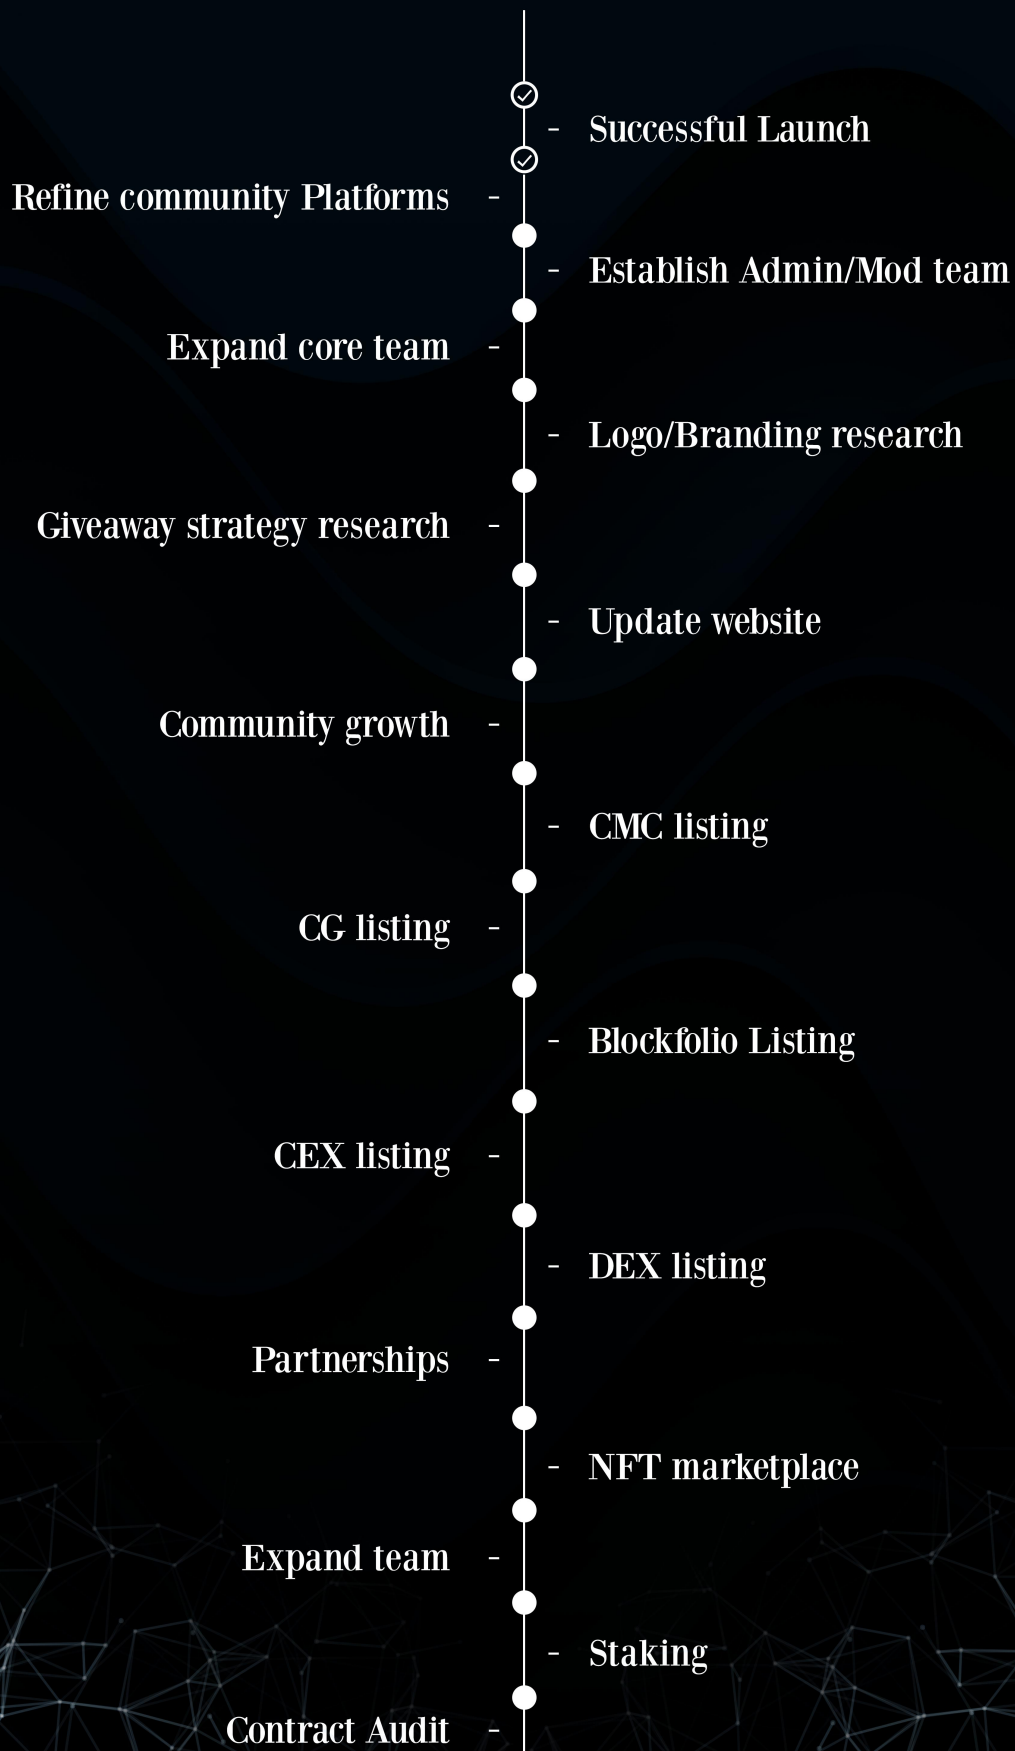 Successful Launch
Refine community Platforms
Establish Admin/Mod team
Expand core team
Logo/Branding research
Giveaway strategy research
Update website
Community growth
CMC listing
CG listing
Blockfolio Listing
CEX listing
DEX listing
Partnerships
NFT marketplace
Expand team
Staking
Contract Audit